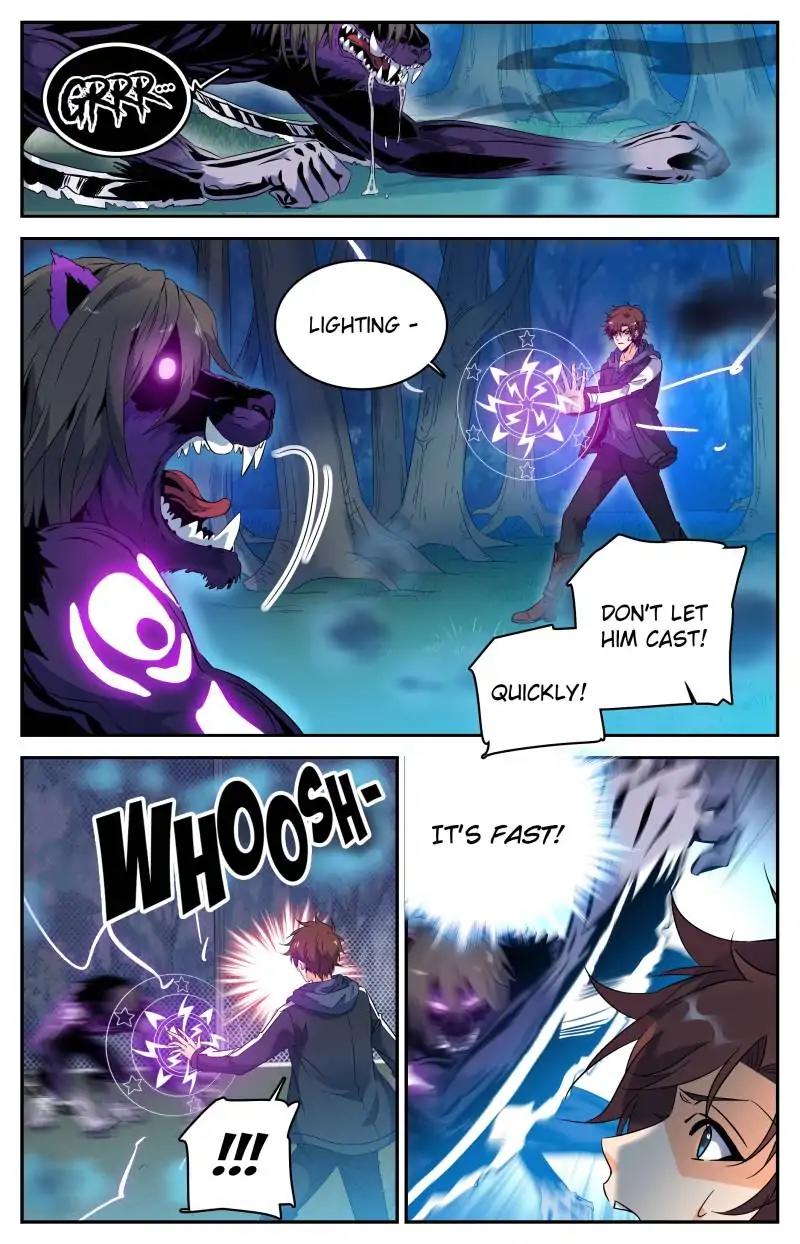 GRRR...
LIGHTING -
DON'T LET
HIM CAST!
QUICKLY!
WHOOSH-
!!!
IT'S FAST!